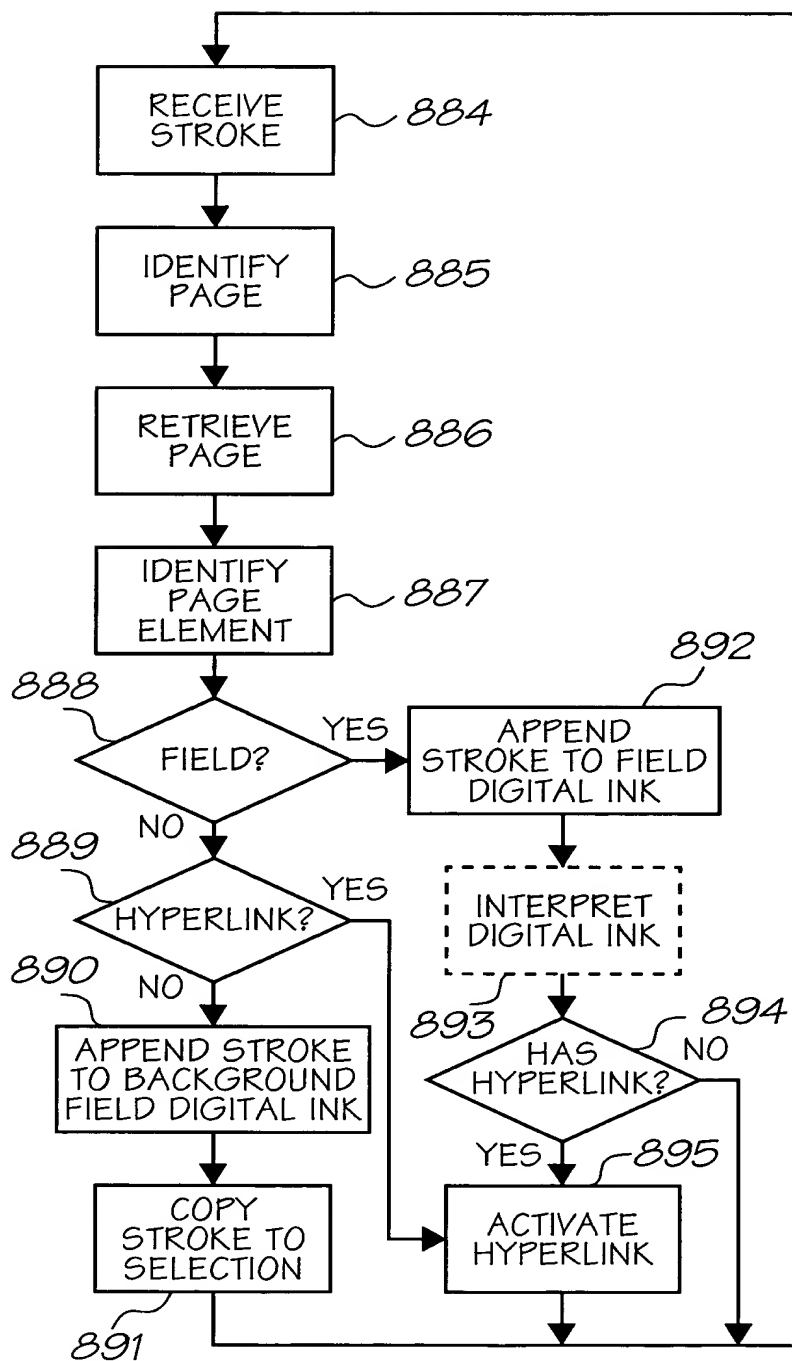 RECEIVE
STROKE
884
IDENTIFY
PAGE
885
RETRIEVE
PAGE
886
IDENTIFY
PAGE
ELEMENT
887
888
FIELD?
YES
NO
892
APPEND
STROKE TO FIELD
DIGITAL INK
889
HYPERLINK?
YES
NO
INTERPRET
DIGITAL INK
893
890
APPEND STROKE
TO BACKGROUND
FIELD DIGITAL INK
894
HAS
HYPERLINK?
NO
YES
895
COPY
STROKE TO
SELECTION
891
ACTIVATE
HYPERLINK